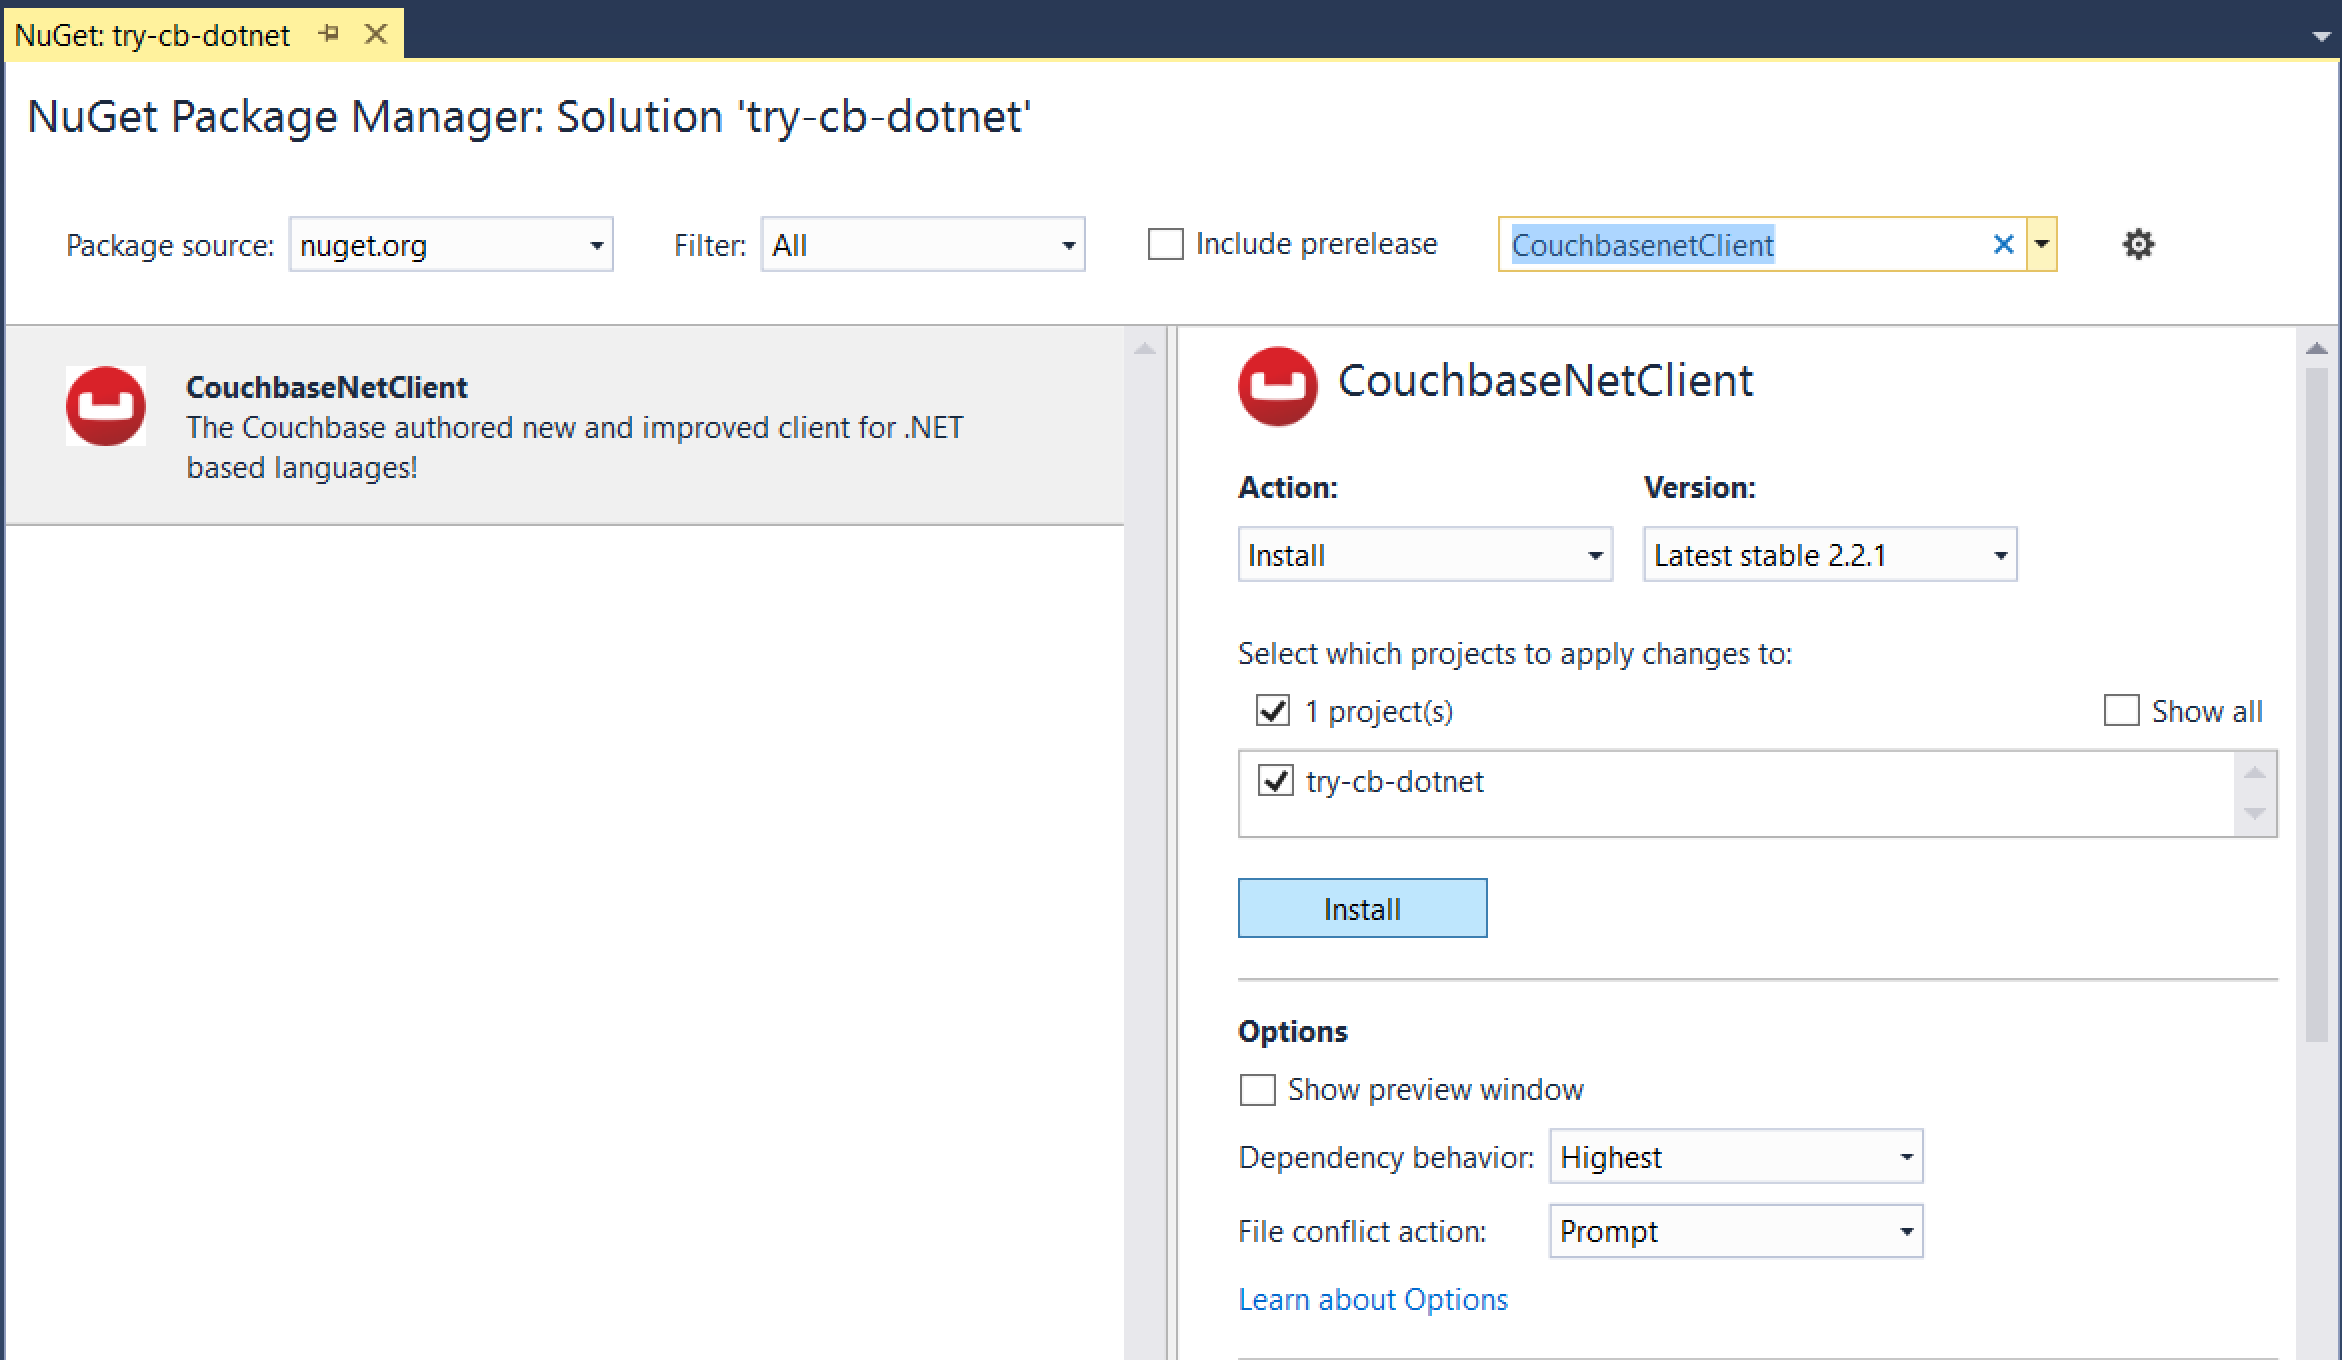 NuGet: try-cb-dotnet
NuGet Package Manager: Solution 'try-cb-dotnet'
Package source: nuget.org Filter: All Include prerelease CouchbasenetClient
CouchbaseNetClient
The Couchbase authored new and improved client for .NET
based languages!
CouchbaseNetClient
Action: Version:
Install Latest stable 2.2.1
Select which projects to apply changes to:
1 project(s) Show all
try-cb-dotnet
Install
Options
Show preview window
Dependency behavior: Highest
File conflict action: Prompt
Learn about Options